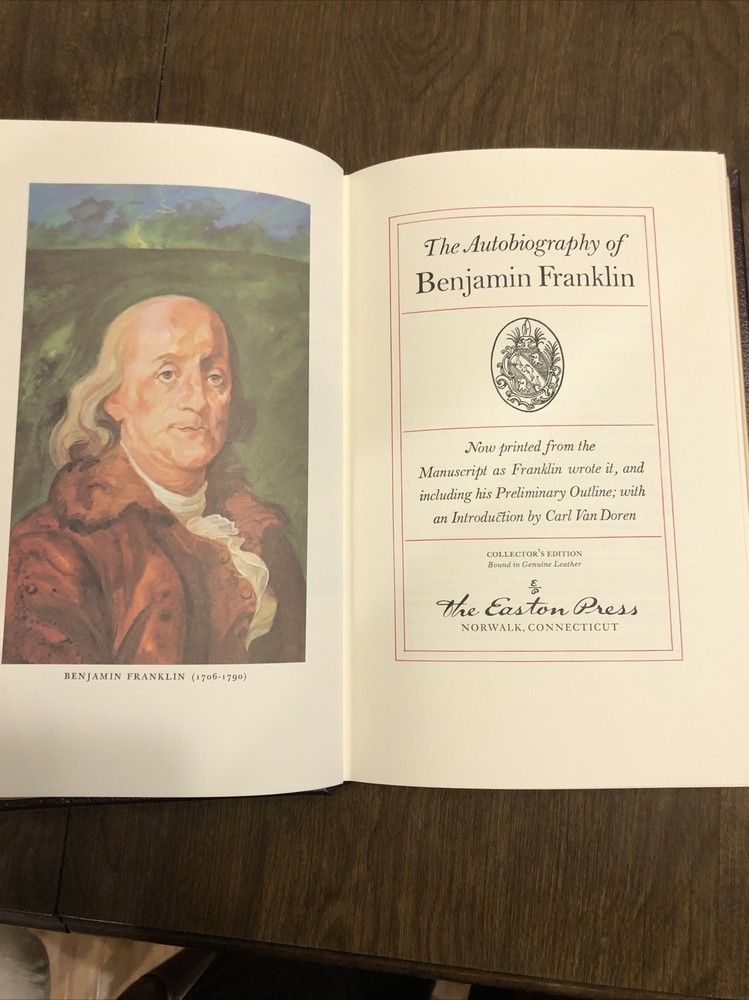 BENJAMIN FRANKLIN (1706-1790)
The Autobiography of
Benjamin Franklin
Now printed from the
Manuscript as Franklin wrote it, and
including his Preliminary Outline; with
an Introduction by Carl Van Doren
COLLECTOR'S EDITION
Bound in Genuine Leather
The Easton Press
NORWALK, CONNECTICUT